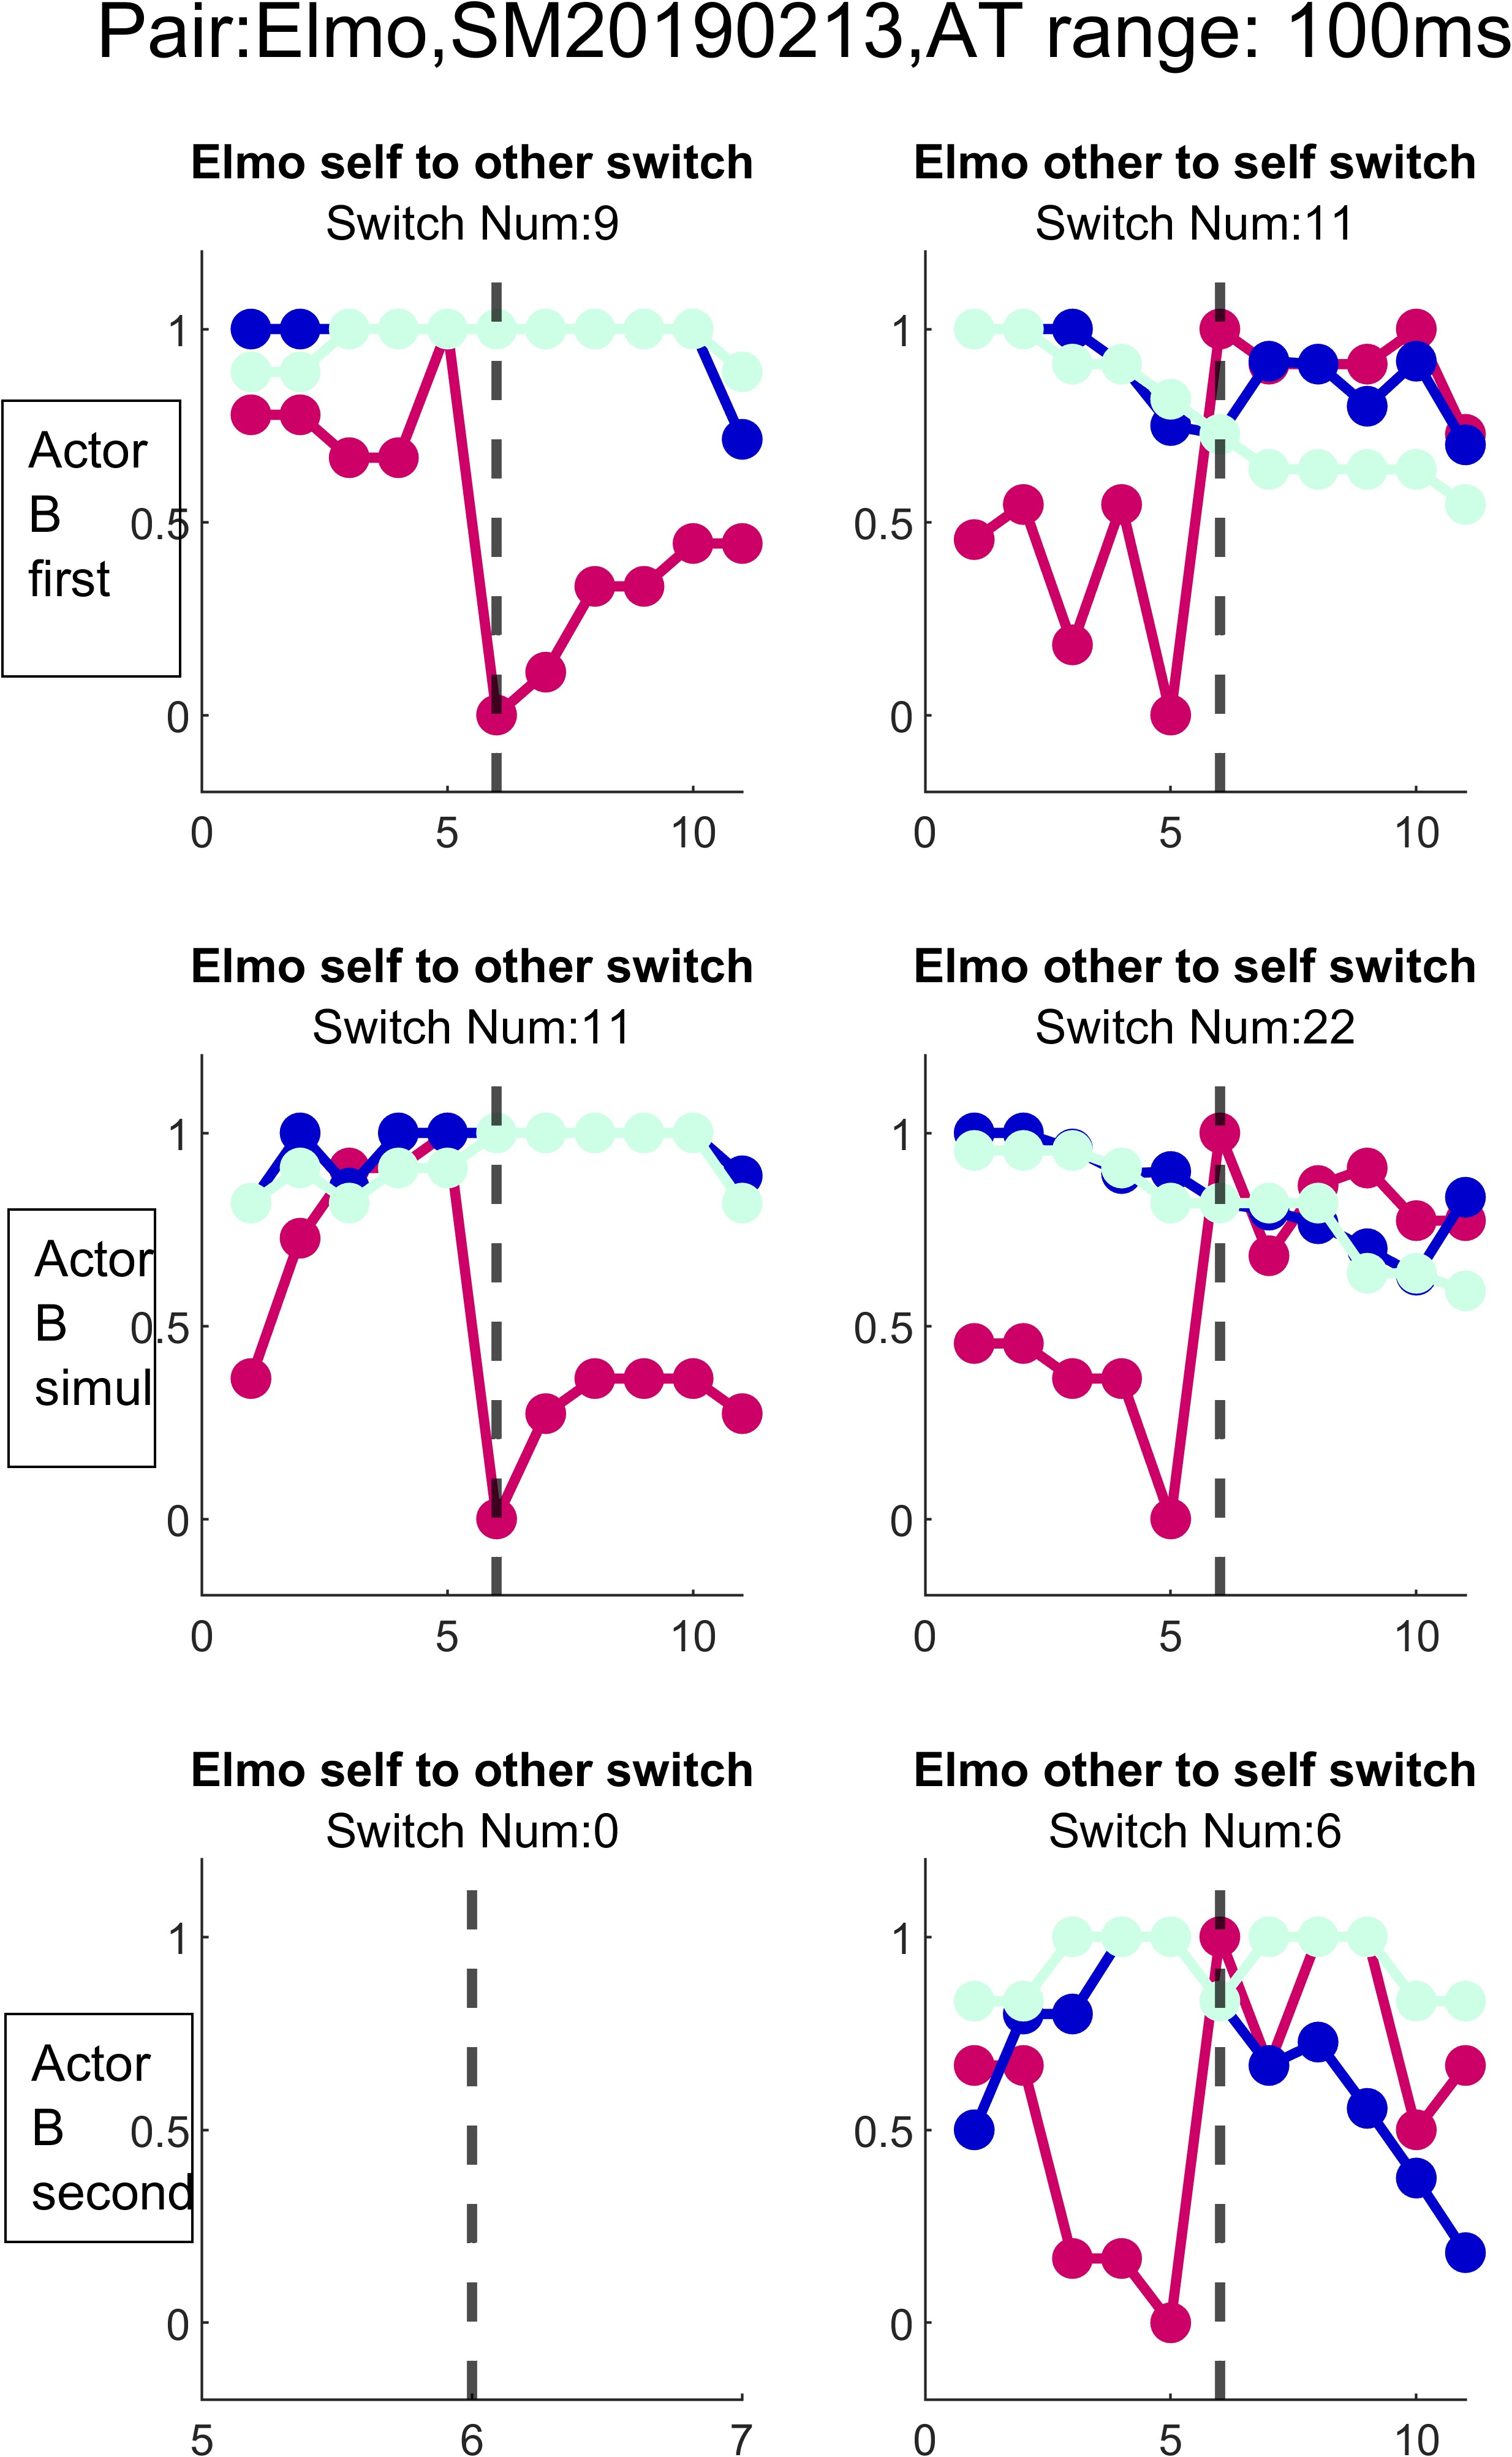 Pair:Elmo,SM20190213,AT range: 100ms
Elmo self to other switch
Switch Num:9
1
0.5
0
0
5
10
Actor
B
first
Elmo other to self switch
Switch Num:11
1
0.5
0
0
5
10
Elmo self to other switch
Switch Num:11
1
0.5
0
0
5
10
Actor
B
simul
Elmo other to self switch
Switch Num:22
1
0.5
0
0
5
10
Elmo self to other switch
Switch Num:0
1
0.5
0
5
6
7
Actor
B
second
Elmo other to self switch
Switch Num:6
1
0.5
0
0
5
10